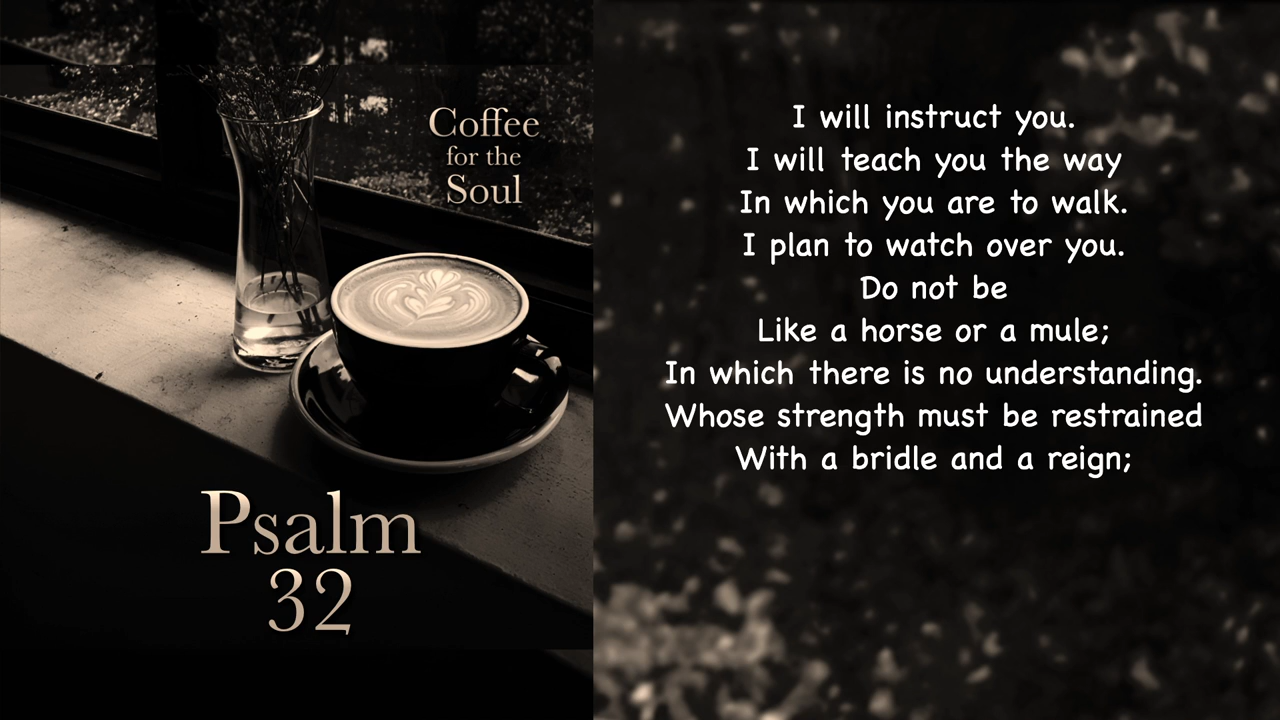 Coffee
for the
Soul
Psalm
32
I will instruct you.
I will teach you the way
In which you are to walk.
I plan to watch over you.
Do not be
Like a horse or a mule;
In which there is no understanding.
Whose strength must be restrained
With a bridle and a reign;